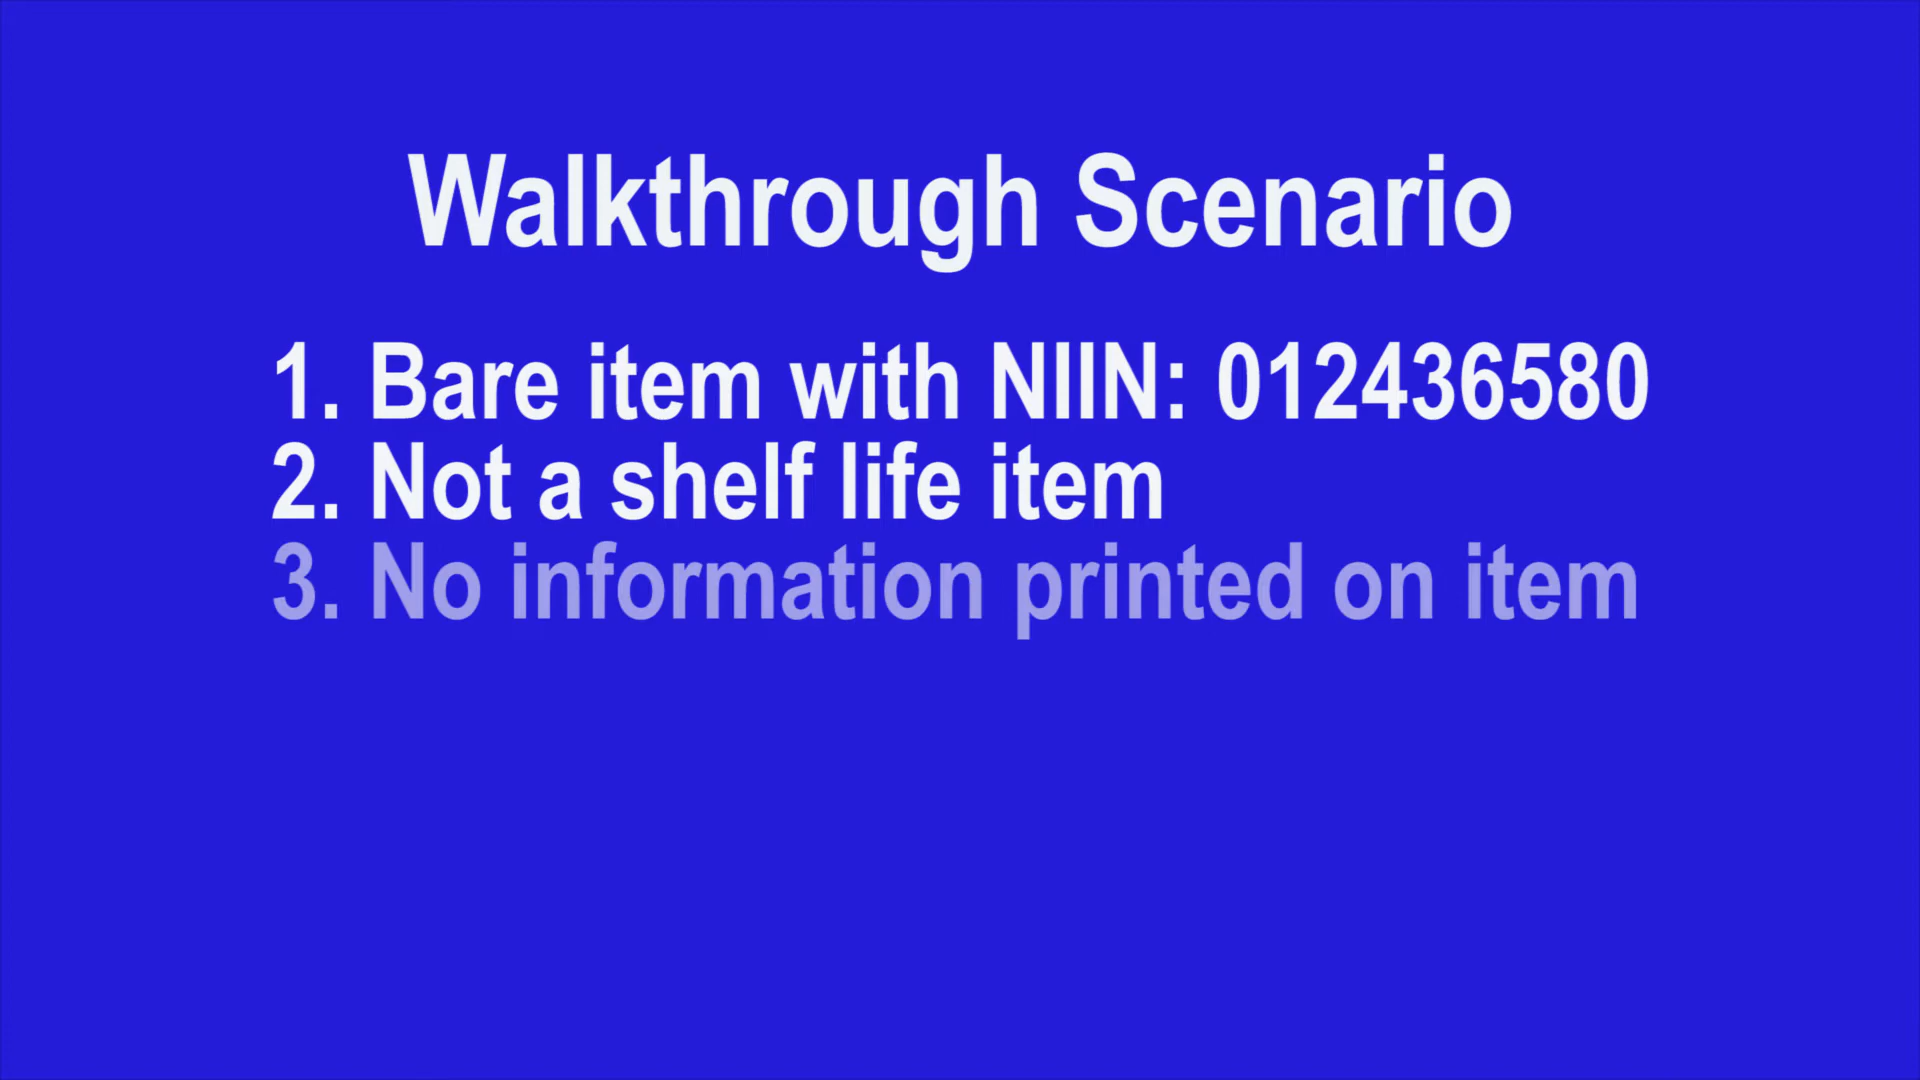 Walkthrough Scenario
1. Bare item with NIIN: 012436580
2. Not a shelf life item
3. No information printed on item